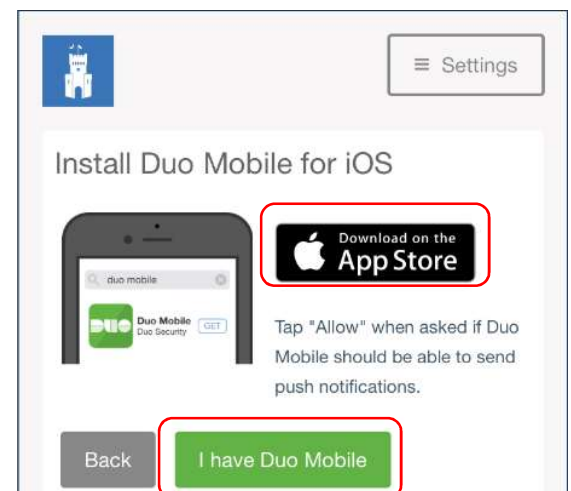 ≡ Settings
Install Duo Mobile for iOS
duo mobile
DUO
Duo Mobile
Duo Security
GET
Download on the
App Store
Tap "Allow" when asked if Duo
Mobile should be able to send
push notifications.
Back
I have Duo Mobile